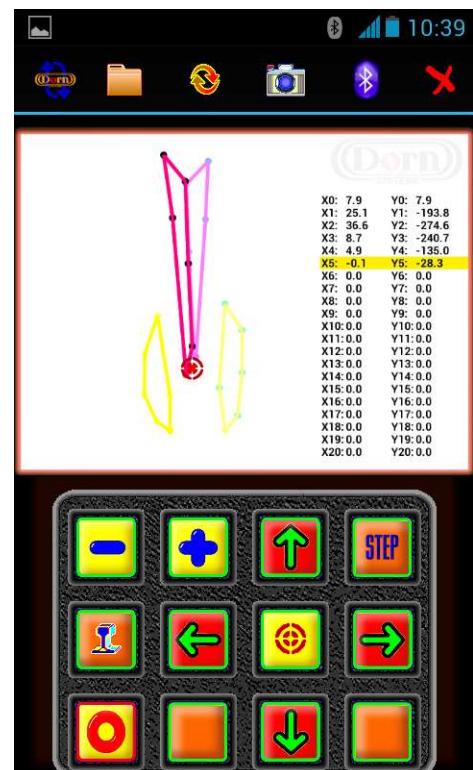 10:39
Dorn
Dorn
X0: 7.9 Y0: 7.9
X1: 25.1 Y1: -193.8
X2: 36.6 Y2: -274.6
X3: 8.7 Y3: -240.7
X4: 4.9 Y4: -135.0
X5: -0.1 Y5: -28.3
X6: 0.0 Y6: 0.0
X7: 0.0 Y7: 0.0
X8: 0.0 Y8: 0.0
X9: 0.0 Y9: 0.0
X10:0.0 Y10:0.0
X11:0.0 Y11:0.0
X12:0.0 Y12:0.0
X13:0.0 Y13:0.0
X14:0.0 Y14:0.0
X15:0.0 Y15:0.0
X16:0.0 Y16:0.0
X17:0.0 Y17:0.0
X18:0.0 Y18:0.0
X19:0.0 Y19:0.0
X20:0.0 Y20:0.0
STEP